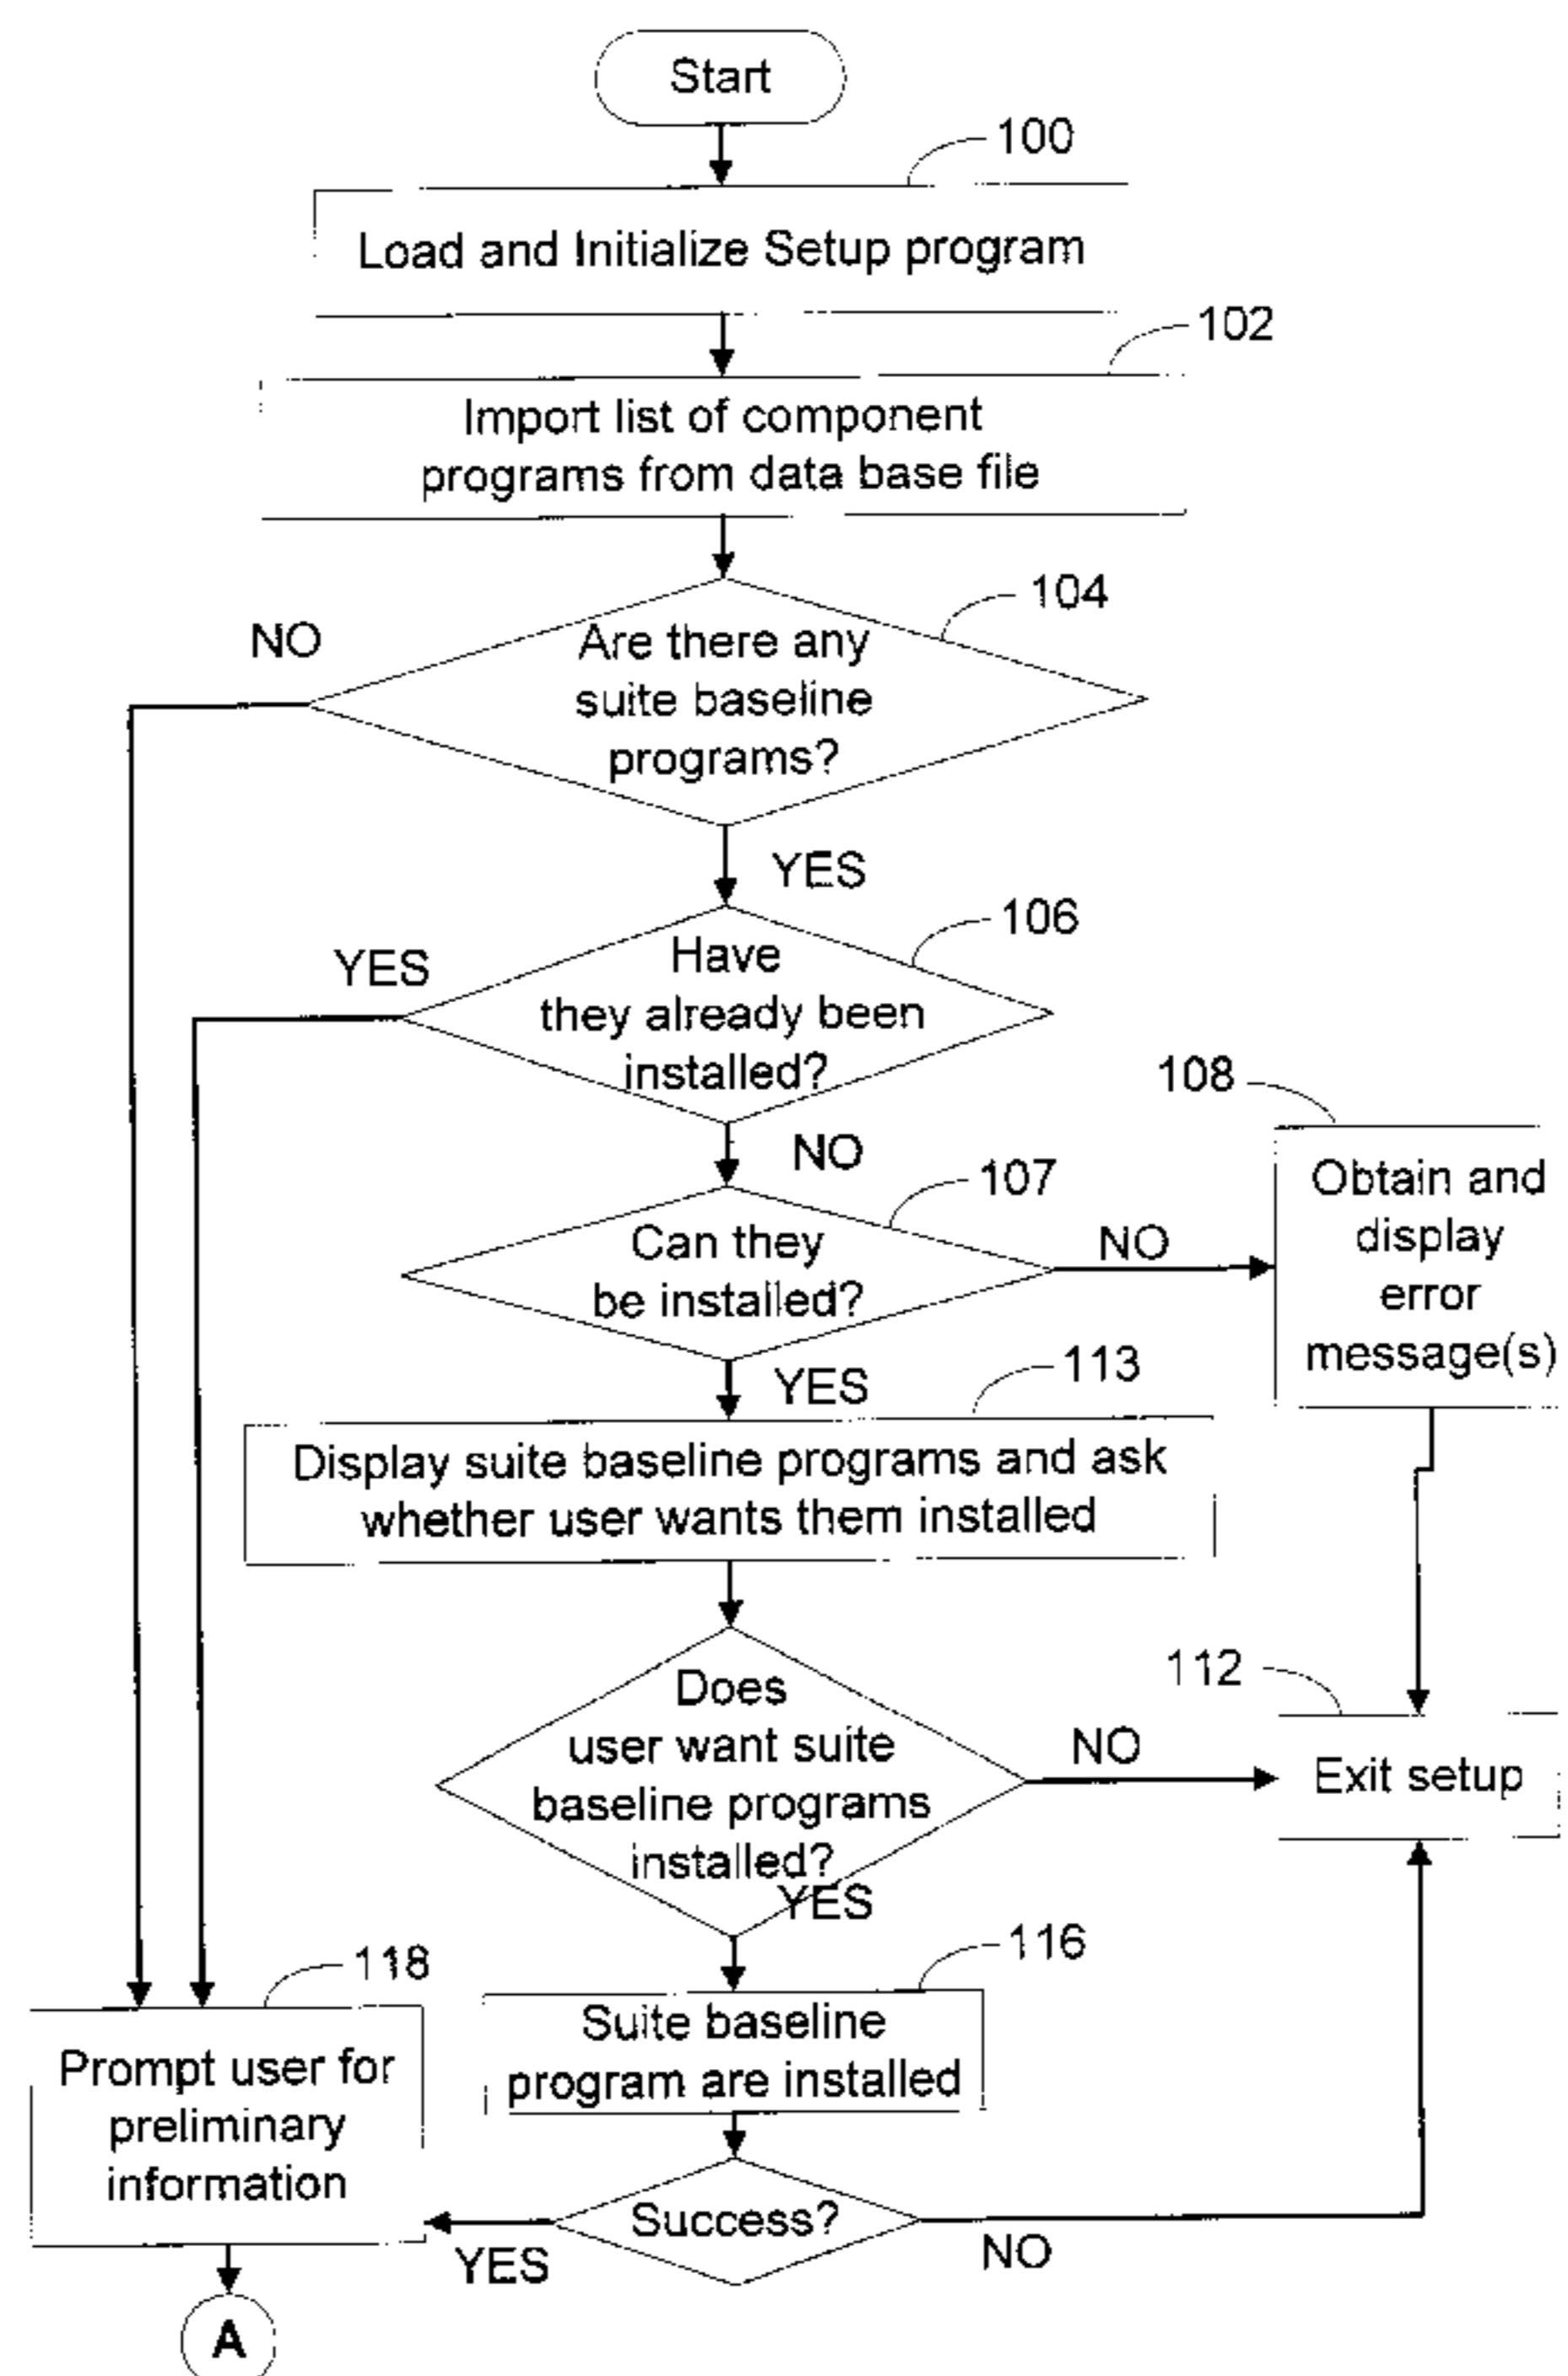 Start
100
Load and Initialize Setup program
102
Import list of component
programs from data base file
104
NO
Are there any
suite baseline
programs?
YES
106
YES
Have
they already been
installed?
108
NO
107
Obtain and
display
error
message(s)
Can they
be installed?
NO
YES
113
Display suite baseline programs and ask
whether user wants them installed
112
Does
user want suite
baseline programs
installed?
NO
Exit setup
YES
116
118
Suite baseline
program are installed
Prompt user for
preliminary
information
Success?
YES
NO
A